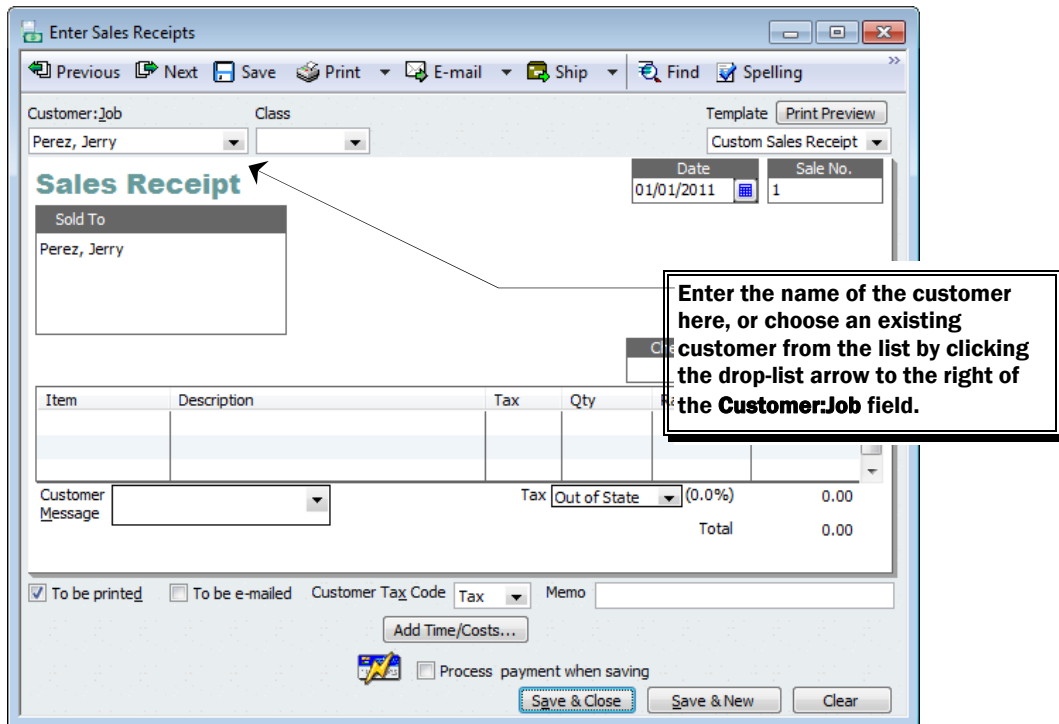 Enter Sales Receipts
Previous Next Save Print E-mail Ship Find Spelling
Customer:Job Class Template Print Preview
Perez, Jerry Custom Sales Receipt
Sales Receipt
Date Sale No.
01/01/2011 1
Sold To
Perez, Jerry
Enter the name of the customer
here, or choose an existing
customer from the list by clicking
the drop-list arrow to the right of
the Customer:Job field.
Item Description Tax Qty
Customer Tax Out of State (0.0%) 0.00
Message
Total 0.00
To be printed To be e-mailed Customer Tax Code Tax Memo
Add Time/Costs...
Process payment when saving
Save & Close Save & New Clear